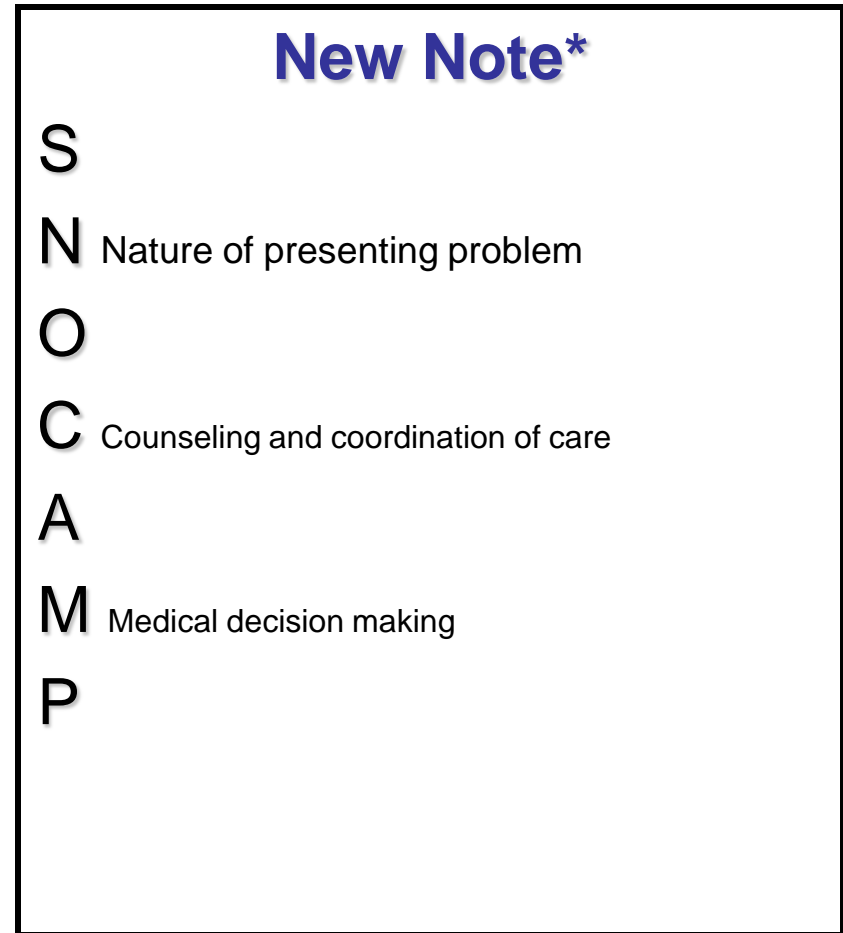 New Note*
S
N Nature of presenting problem
O
C Counseling and coordination of care
A
M Medical decision making
P